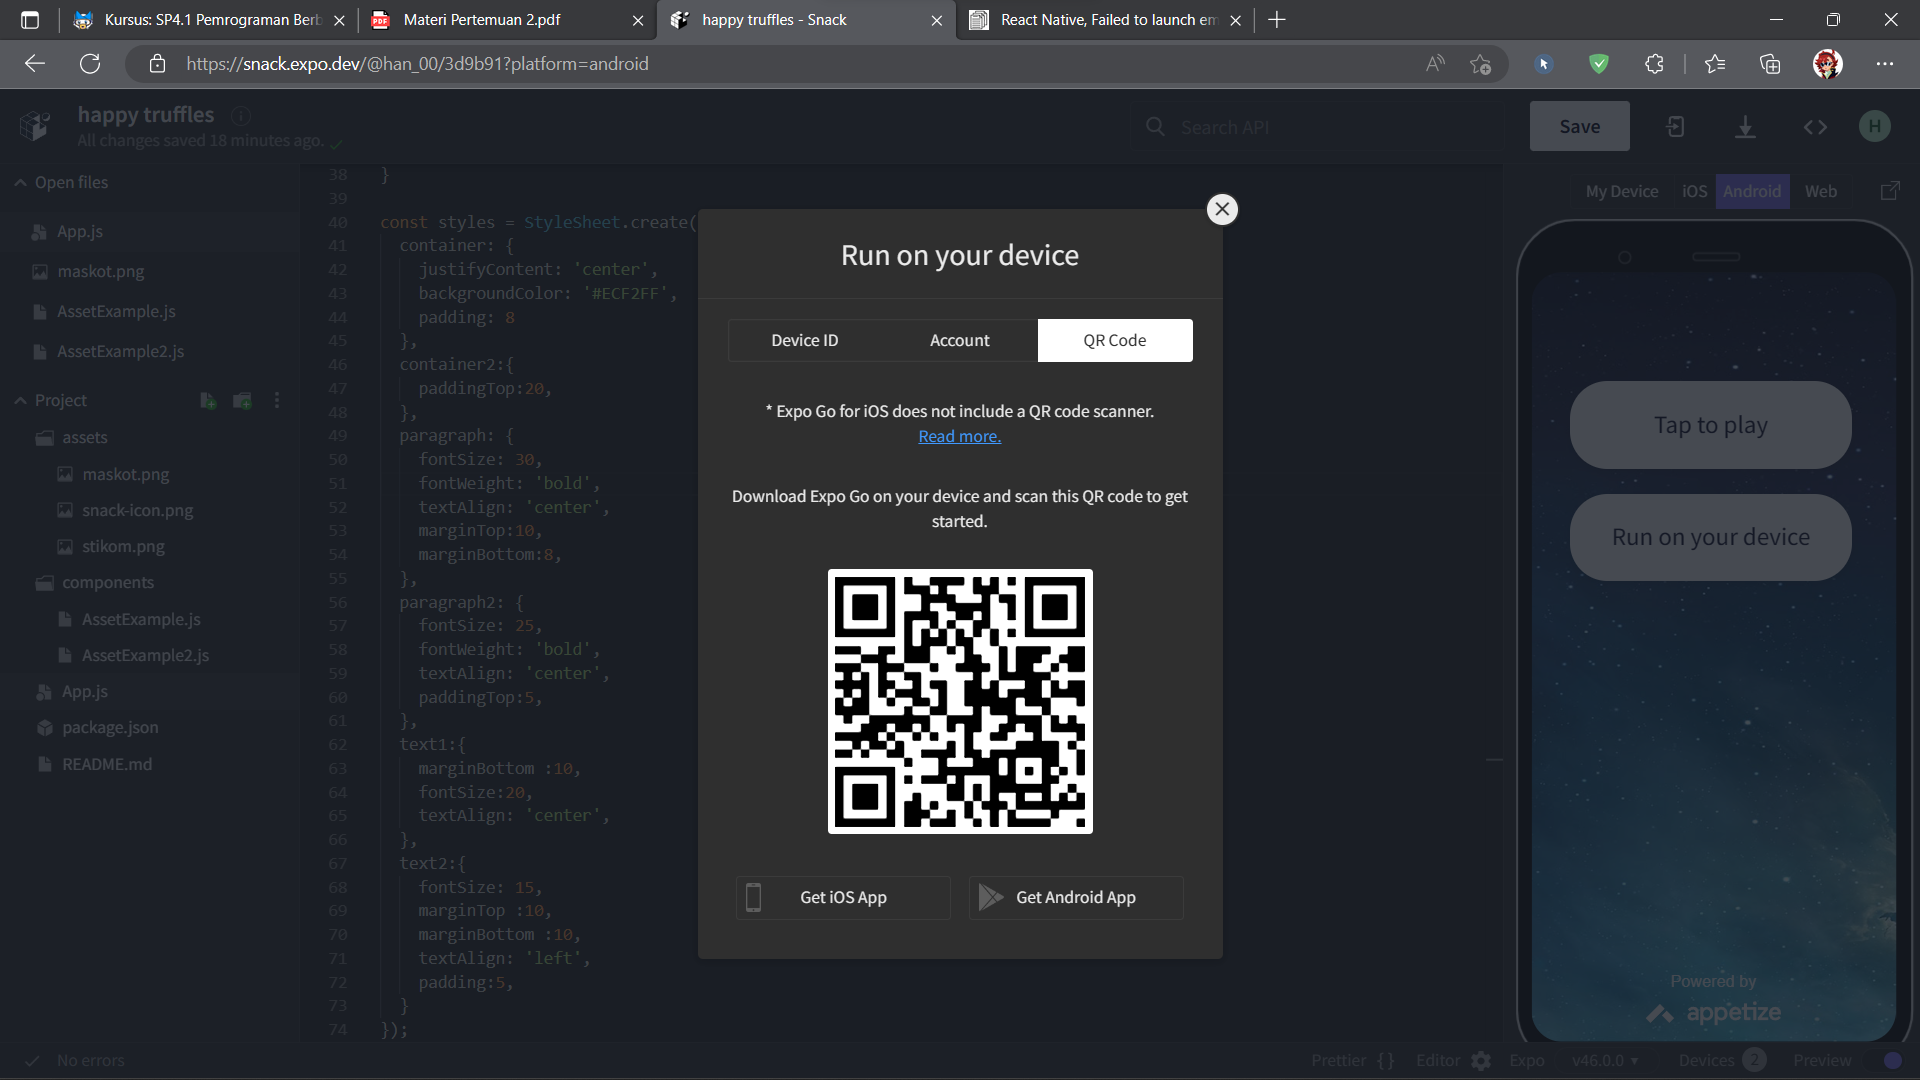 Kursus: SP4.1 Pemrograman Berb
Materi Pertemuan 2.pdf
happy truffles - Snack
React Native, Failed to launch em
https://snack.expo.dev/@han_00/3d9b91?platform=android
happy truffles
All changes saved 18 minutes ago.
Search API
Save
H
Open files
App.js
maskot.png
AssetExample.js
AssetExample2.js
Project
assets
maskot.png
snack-icon.png
stikom.png
components
AssetExample.js
AssetExample2.js
App.js
package.json
README.md
38 }
39
40 const styles = StyleSheet.create(
41 container: {
42 justifyContent: 'center',
43 backgroundColor: '#ECF2FF',
44 padding: 8
45 },
46 container2:{
47 paddingTop:20,
48 },
49 paragraph: {
50 fontSize: 30,
51 fontWeight: 'bold',
52 textAlign: 'center',
53 marginTop:10,
54 marginBottom:8,
55 },
56 paragraph2: {
57 fontSize: 25,
58 fontWeight: 'bold',
59 textAlign: 'center',
60 paddingTop:5,
61 },
62 text1:{
63 marginBottom :10,
64 fontSize:20,
65 textAlign: 'center',
66 },
67 text2:{
68 fontSize: 15,
69 marginTop :10,
70 marginBottom :10,
71 textAlign: 'left',
72 padding:5,
73 }
74 });
Run on your device
Device ID
Account
QR Code
* Expo Go for iOS does not include a QR code scanner.
Read more.
Download Expo Go on your device and scan this QR code to get
started.
Get iOS App
Get Android App
My Device
iOS
Android
Web
Tap to play
Run on your device
Powered by
appetize
No errors
Prettier { }
Editor
Expo
v46.0.0
Devices 2
Preview